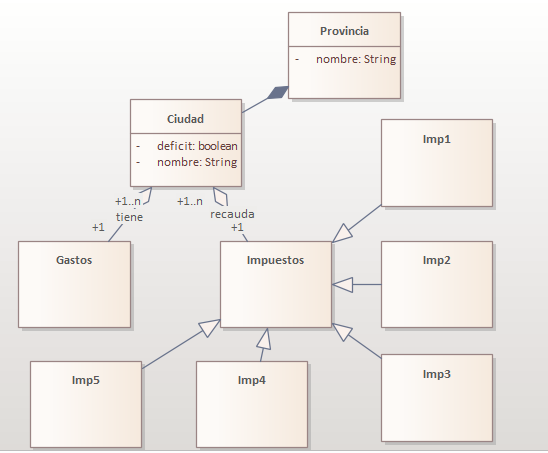 Provincia
- nombre: String
Ciudad
- deficit: boolean
- nombre: String
Imp1
+1..n
+1..n
tiene
recauda
+1
+1
Gastos
Impuestos
Imp2
Imp5
Imp4
Imp3